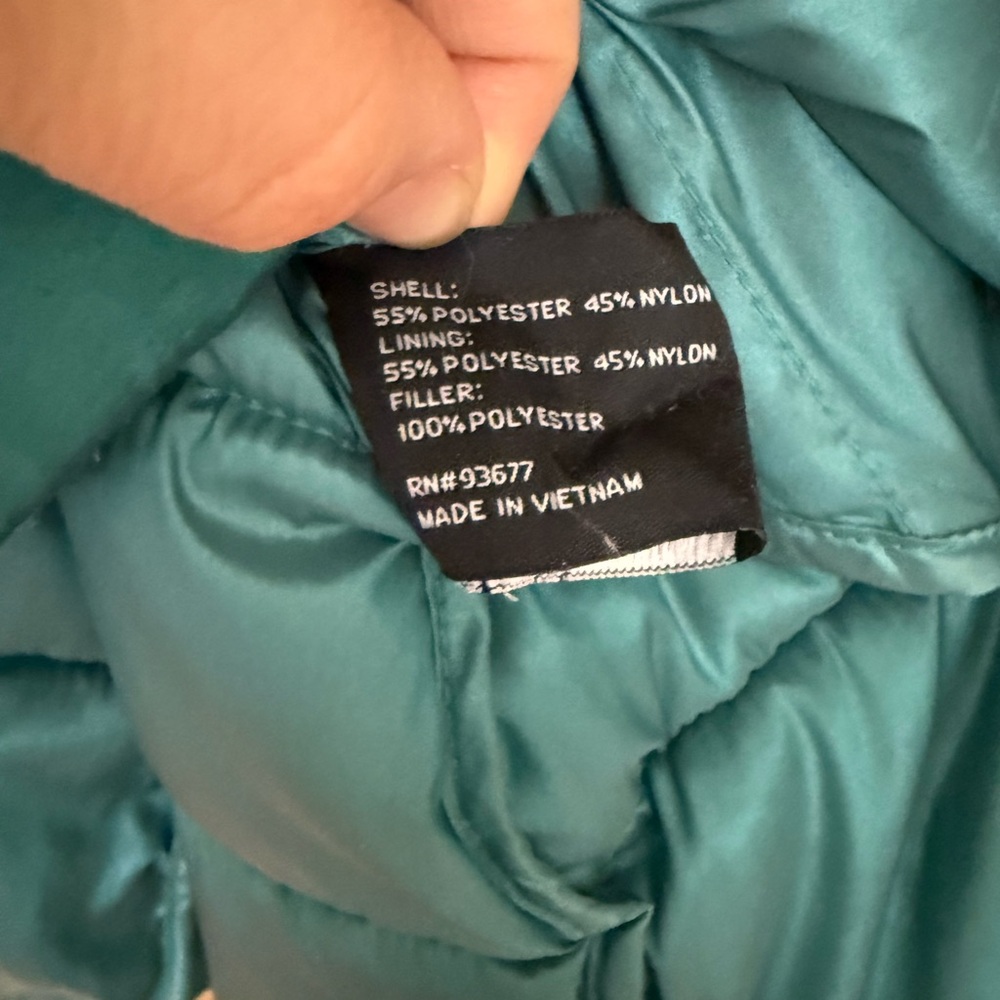 SHELL:
55% POLYESTER 45% NYLON
LINING:
55% POLYESTER 45% NYLON
FILLER:
100% POLYESTER
RN#93677
MADE IN VIETNAM